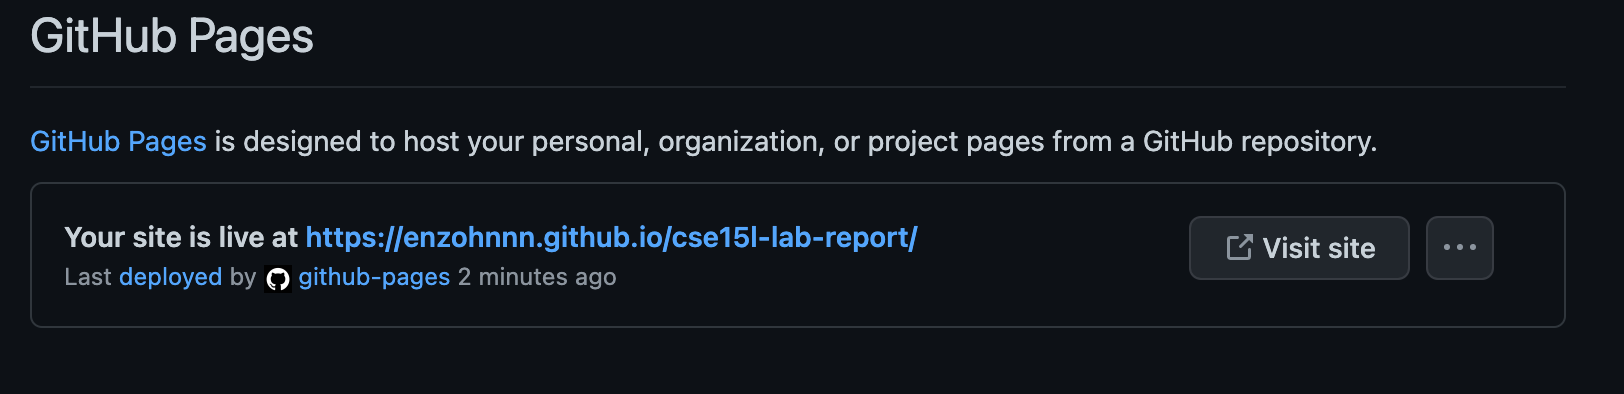 GitHub Pages
GitHub Pages is designed to host your personal, organization, or project pages from a GitHub repository.
Your site is live at https://enzohnnn.github.io/cse15l-lab-report/
Last deployed by github-pages 2 minutes ago
Visit site